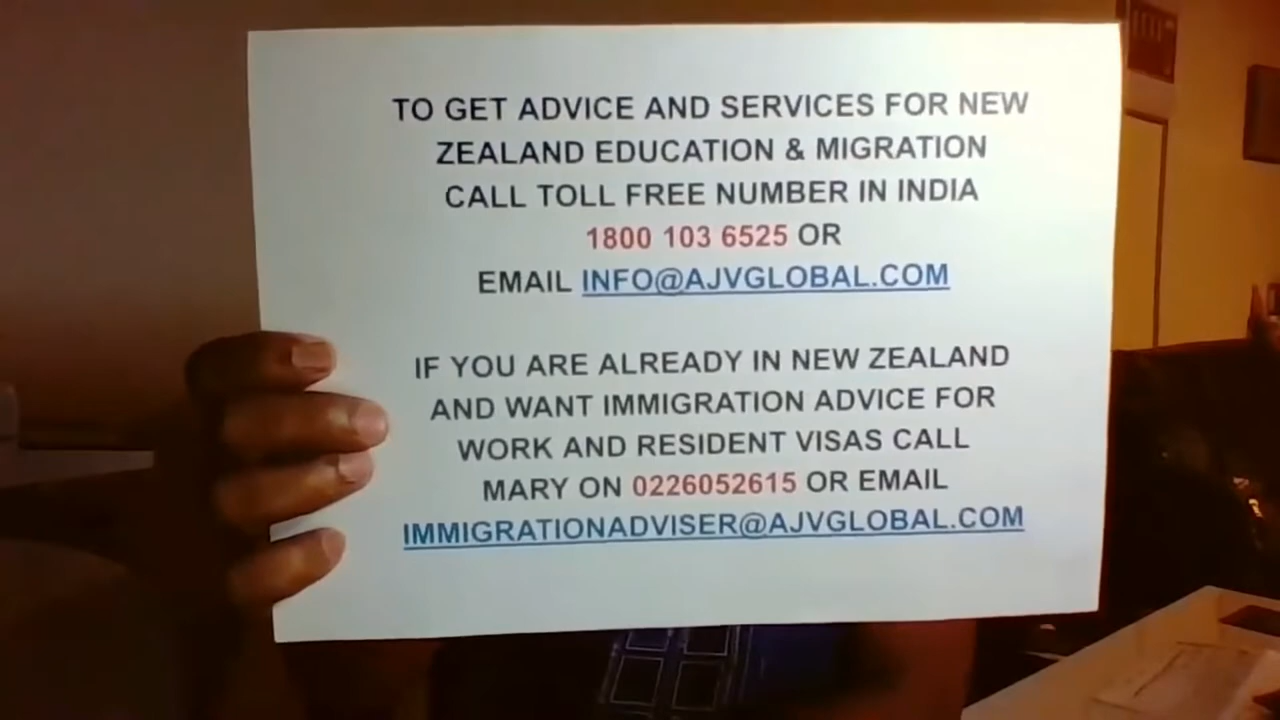 TO GET ADVICE AND SERVICES FOR NEW
ZEALAND EDUCATION & MIGRATION
CALL TOLL FREE NUMBER IN INDIA
1800 103 6525 OR
EMAIL INFO@AJVGLOBAL.COM
IF YOU ARE ALREADY IN NEW ZEALAND
AND WANT IMMIGRATION ADVICE FOR
WORK AND RESIDENT VISAS CALL
MARY ON 0226052615 OR EMAIL
IMMIGRATIONADVISER@AJVGLOBAL.COM